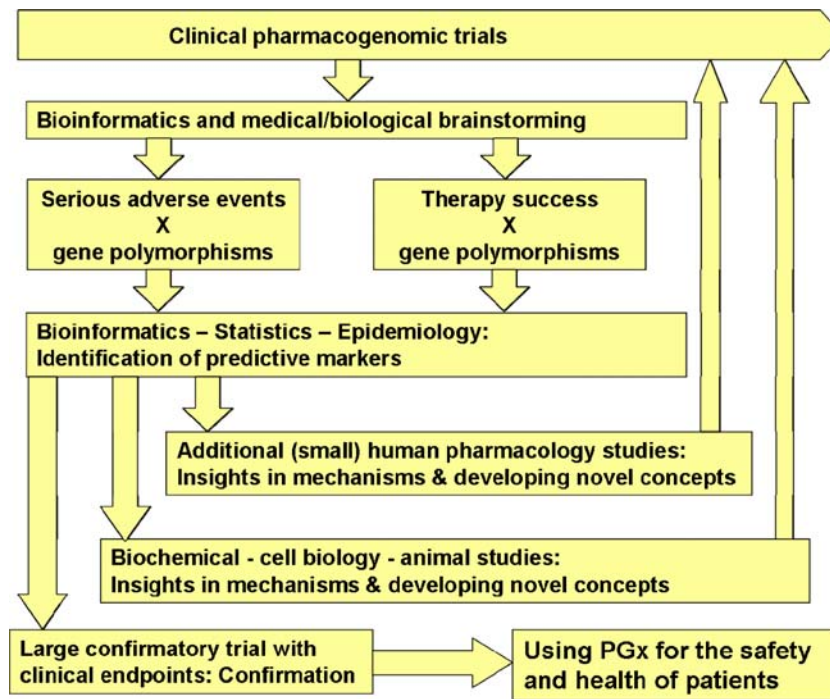 Clinical pharmacogenomic trials
Bioinformatics and medical/biological brainstorming
Serious adverse events
X
gene polymorphisms
Therapy success
X
gene polymorphisms
Bioinformatics – Statistics – Epidemiology:
Identification of predictive markers
Additional (small) human pharmacology studies:
Insights in mechanisms & developing novel concepts
Biochemical - cell biology - animal studies:
Insights in mechanisms & developing novel concepts
Large confirmatory trial with
clinical endpoints: Confirmation
Using PGx for the safety
and health of patients